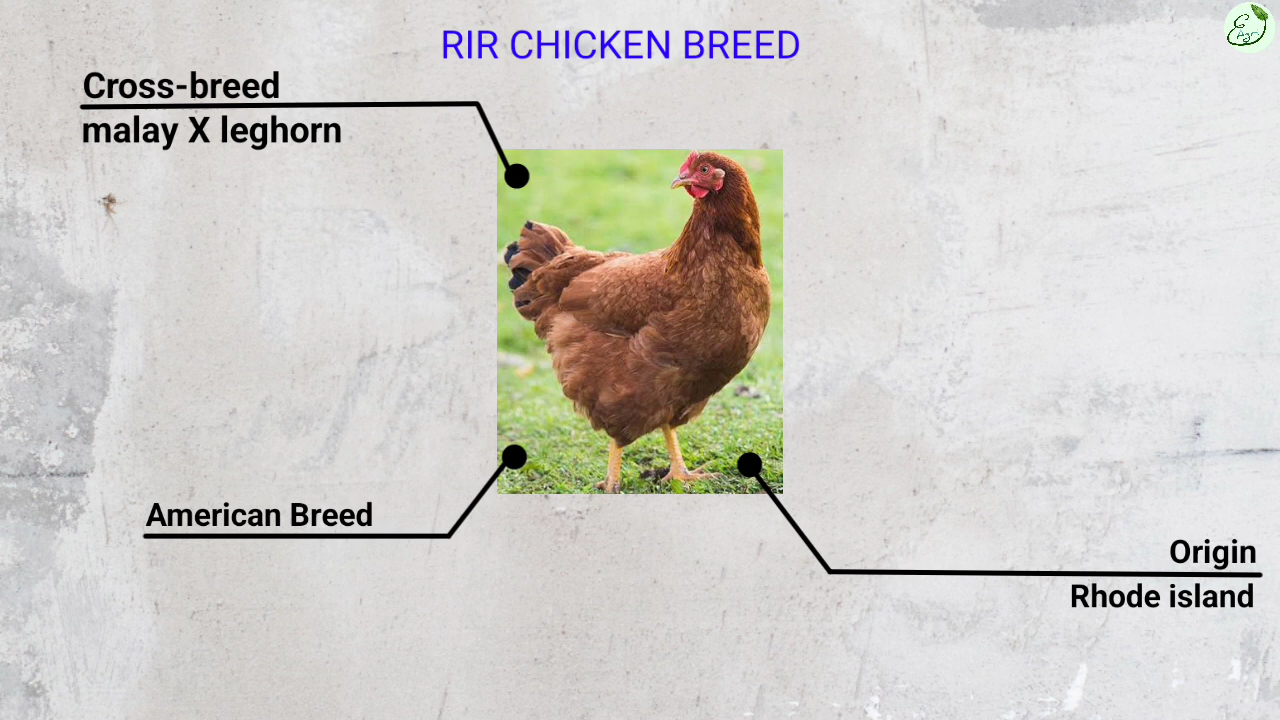 RIR CHICKEN BREED
Cross-breed
malay X leghorn
American Breed
Origin
Rhode island